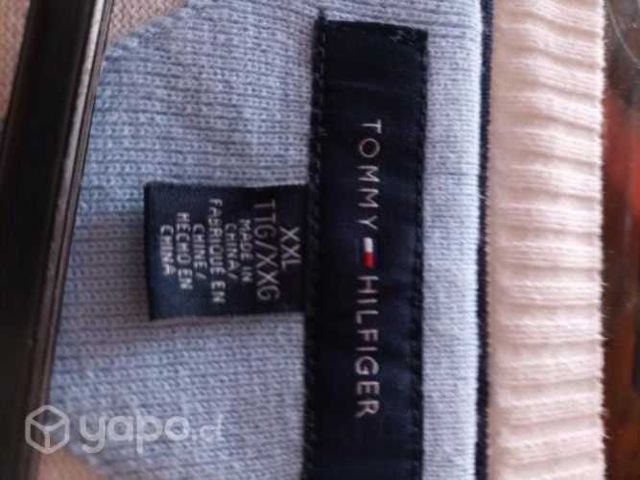 TOMMY HILFIGER
XXL
TTG/XXG
MADE IN
CHINA/
FABRIQUÉ EN
CHINE/
HECHO EN
CHINA
yapo.cl